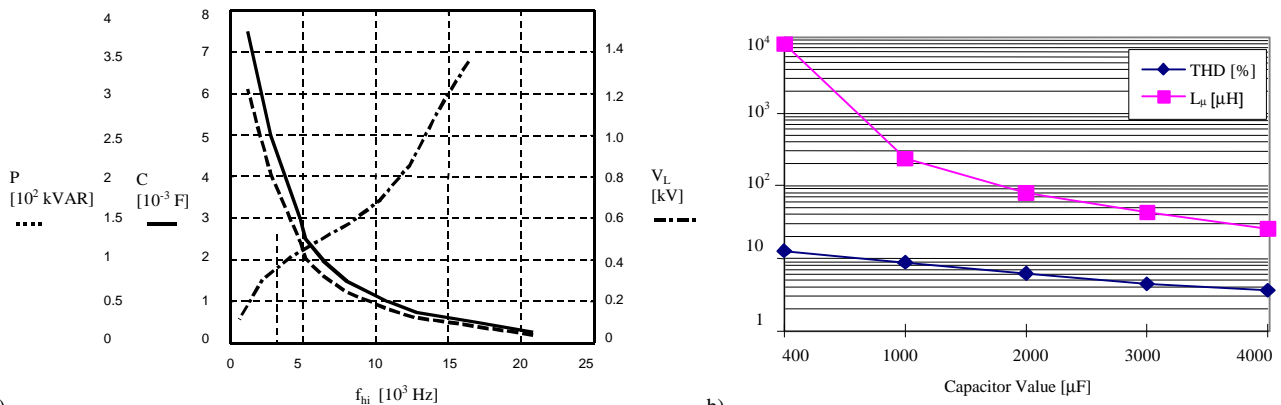 P
[10² kVAR]
4
3.5
3
2.5
2
1.5
1
0.5
0
C
[10⁻³ F]
8
7
6
5
4
3
2
1
0
0 5 10 15 20 25
f_hi [10³ Hz]
1.4
1.2
1.0
0.8
0.6
0.4
0.2
0
V_L
[kV]
10⁴
10³
10²
10
1
THD [%]
L_μ [μH]
400 1000 2000 3000 4000
Capacitor Value [μF]
b)